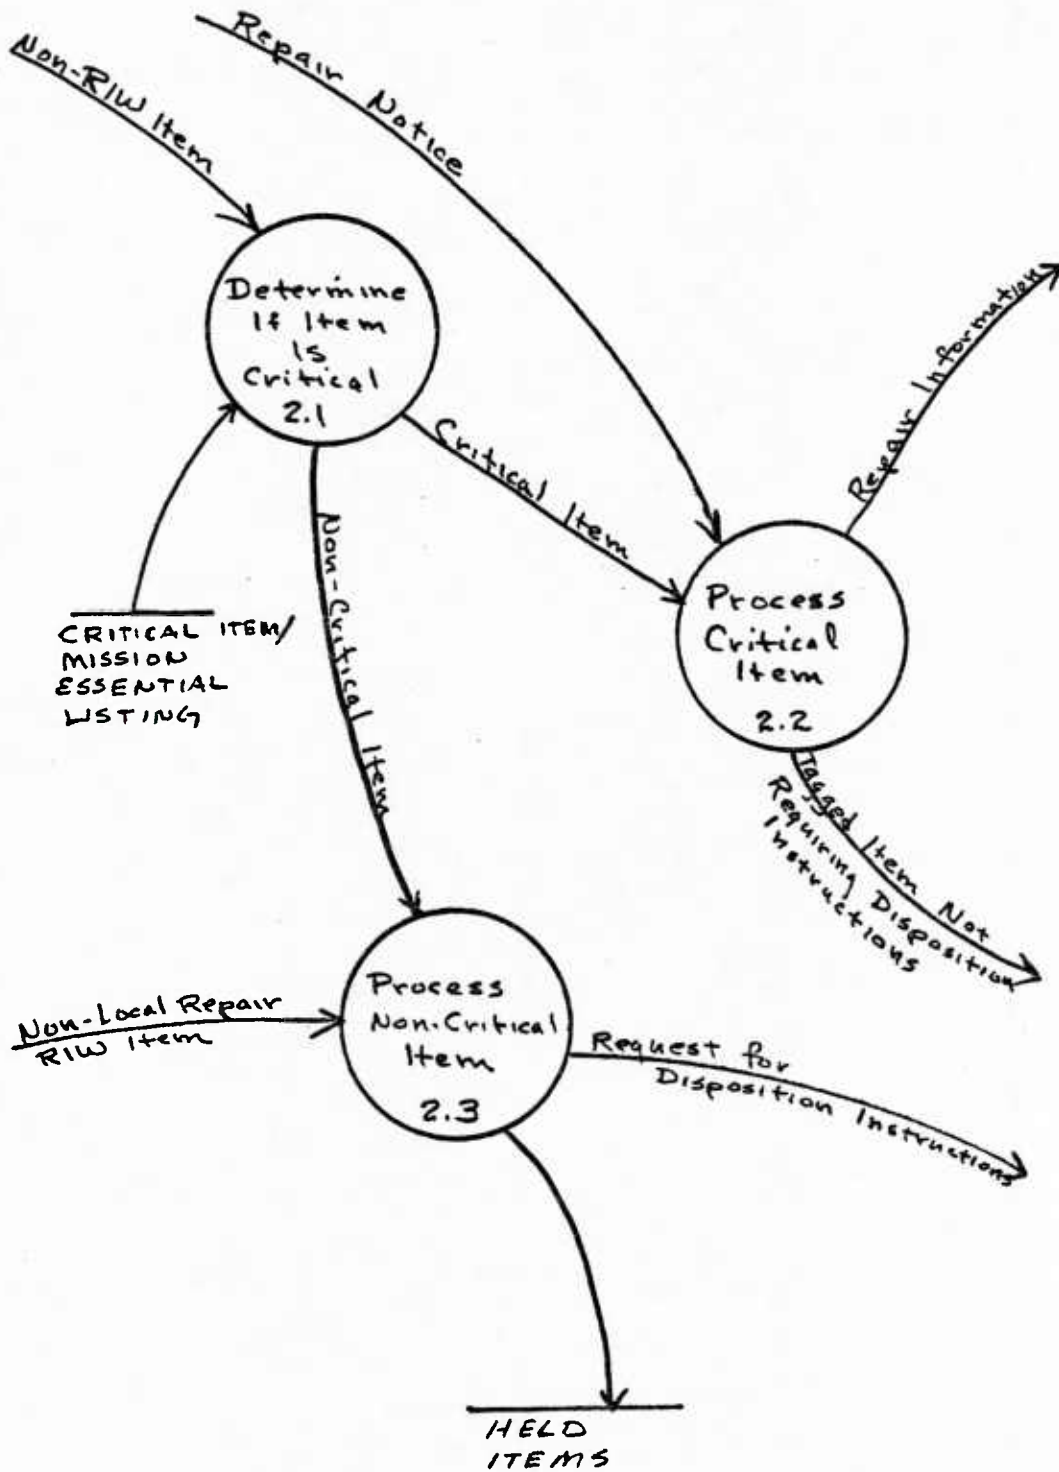 Repair Notice
Non-RIW Item
Determine
If Item
Is
Critical
2.1
Critical Item
Repair Information
Non-Critical Item
CRITICAL ITEM/
MISSION
ESSENTIAL
LISTING
Process
Critical
Item
2.2
Tagged Item Not
Requiring Disposition
Instructions
Process
Non-Critical
Item
2.3
Non-Local Repair
RIW Item
Request for
Disposition Instructions
HELD
ITEMS